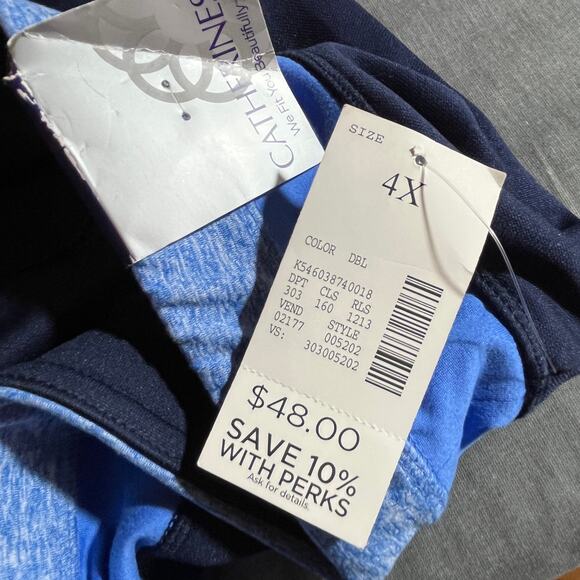 CATHERINES
We Fit You Beautifully
SIZE
4X
COLOR DBL
K546038740018
DPT CLS RLS
303 160 1213
VEND STYLE
02177 005202
VS: 303005202
$48.00
SAVE 10%
WITH PERKS
Ask for details.